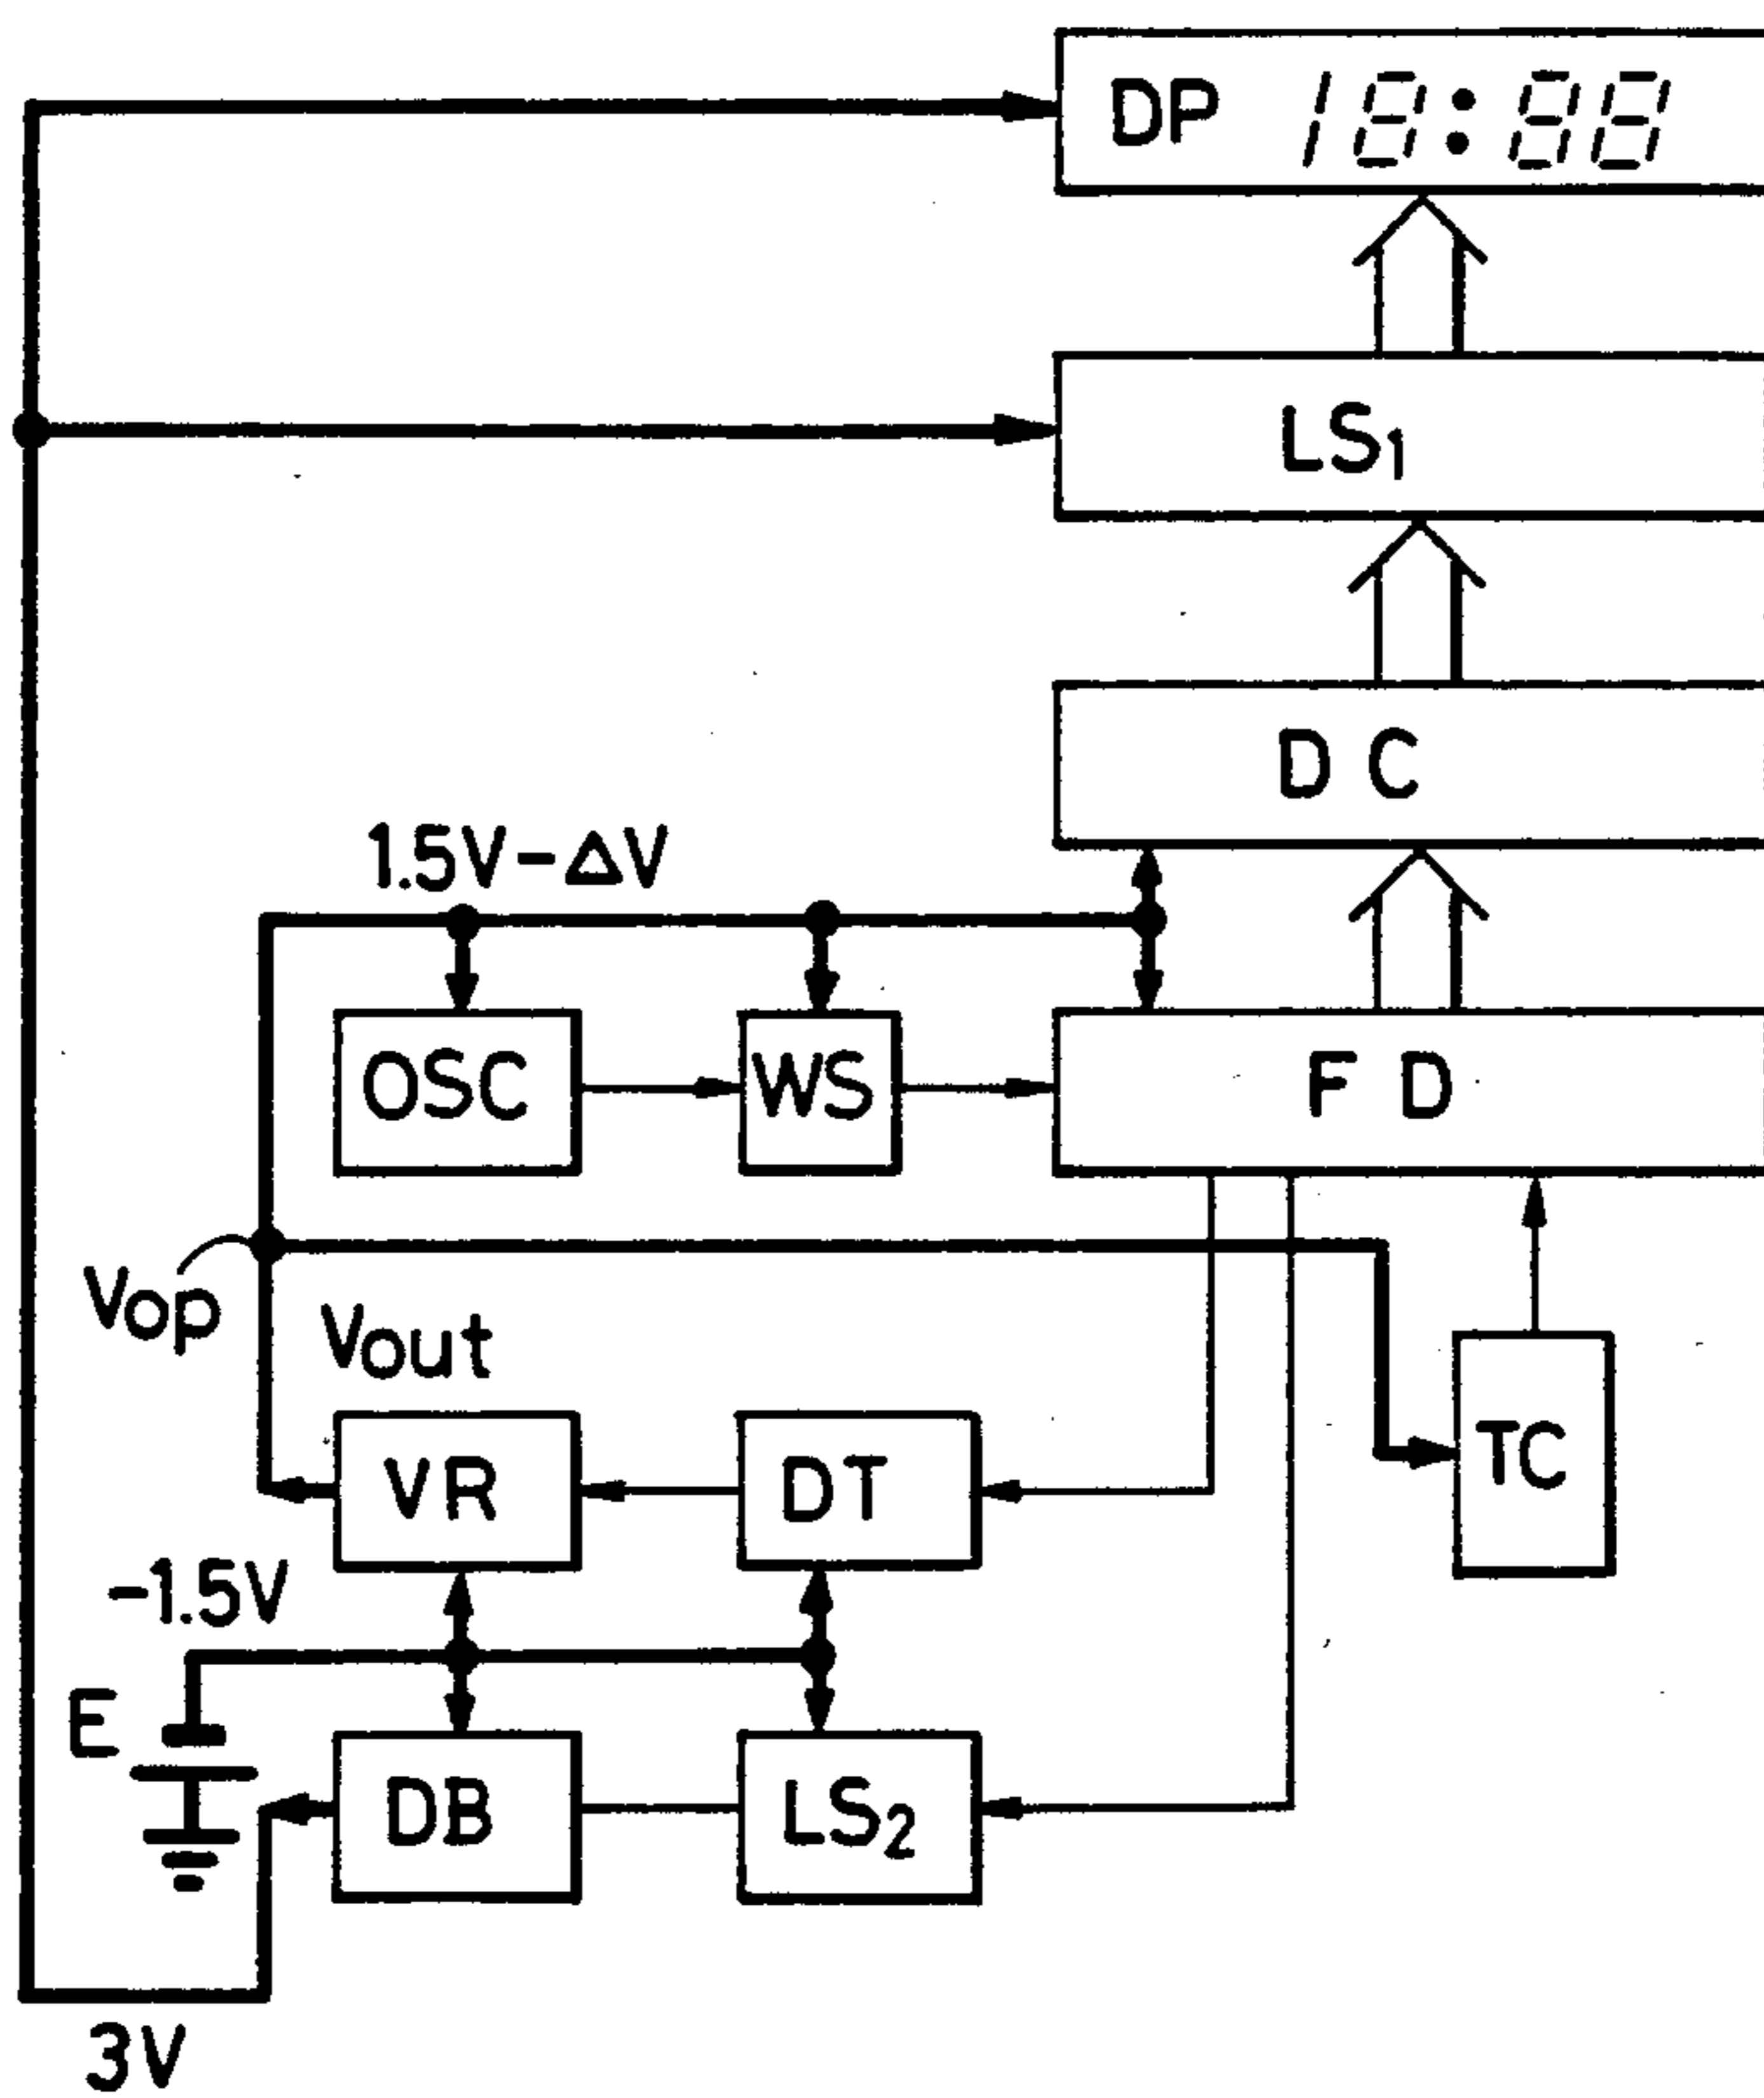 DP 18:88
LS1
DC
1.5V-ΔV
OSC
WS
FD
Vop
Vout
VR
DT
TC
-1.5V
E
DB
LS2
3V